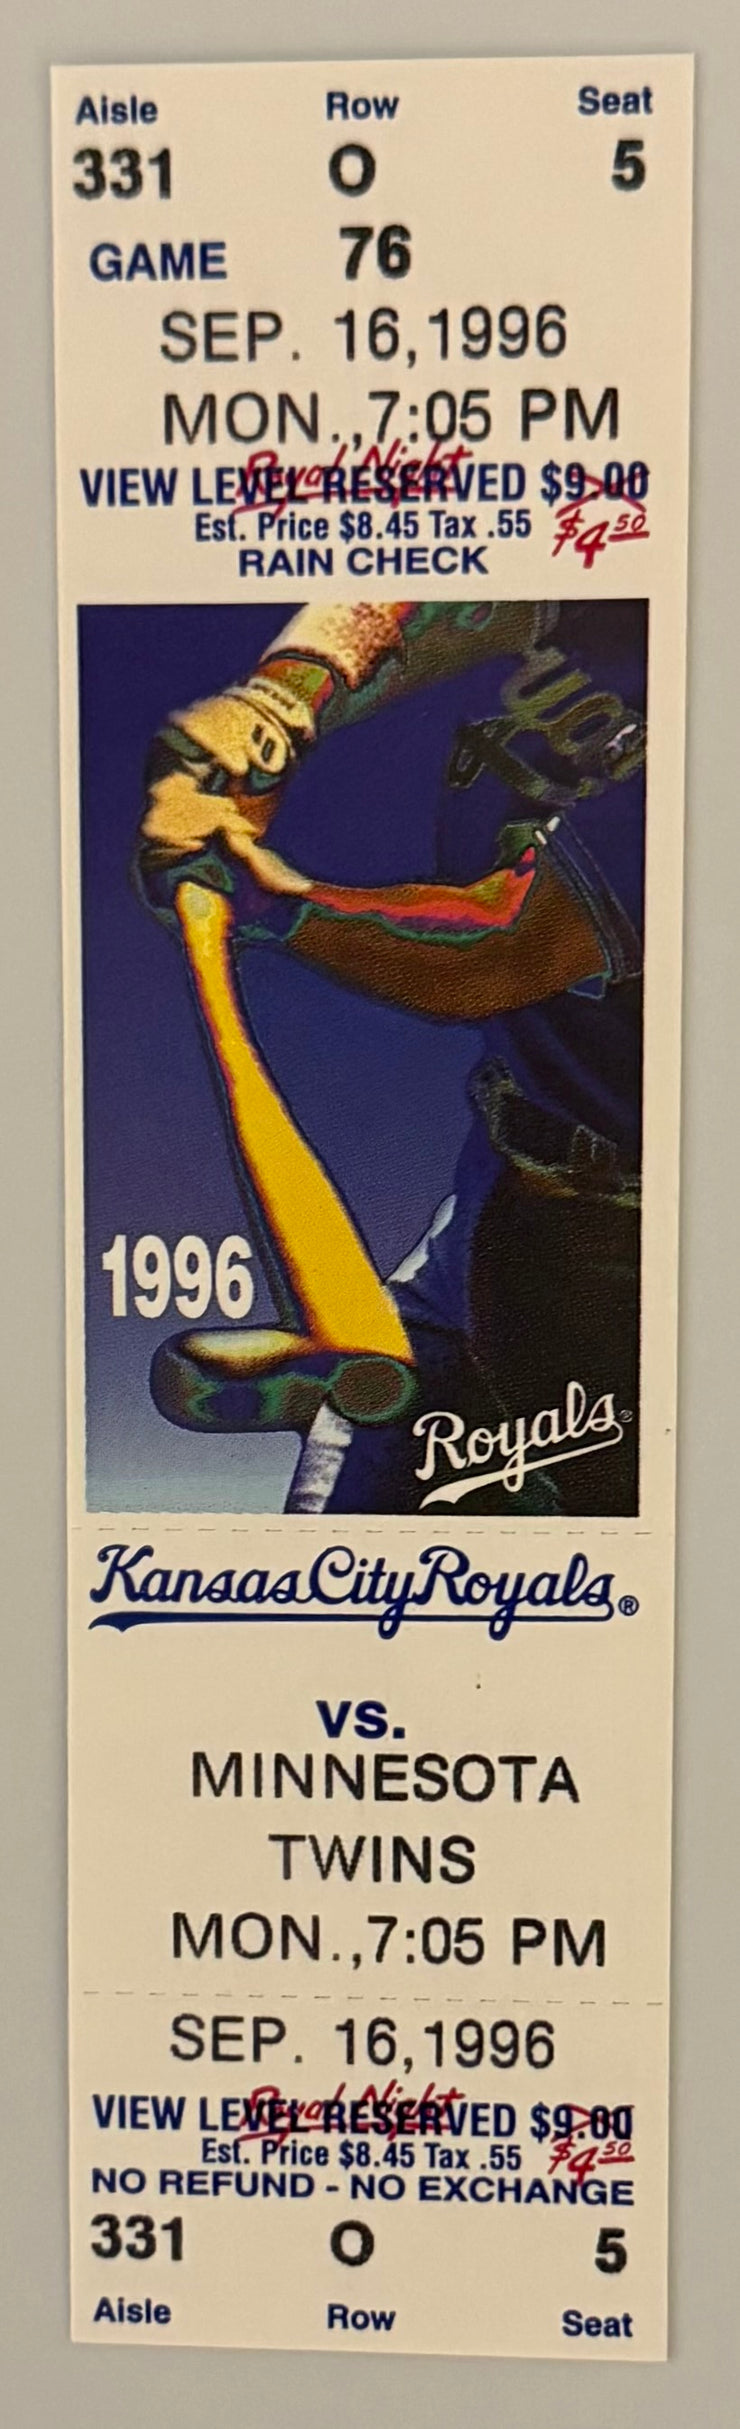 Aisle Row Seat
331 O 5
GAME 76
SEP. 16,1996
MON.,7:05 PM
Royal Night
VIEW LEVEL RESERVED $9.00
Est. Price $8.45 Tax .55 $4.50
RAIN CHECK
1996
Royals®
Kansas City Royals®
vs.
MINNESOTA
TWINS
MON.,7:05 PM
SEP. 16,1996
Royal Night
VIEW LEVEL RESERVED $9.00
Est. Price $8.45 Tax .55 $4.50
NO REFUND - NO EXCHANGE
331 O 5
Aisle Row Seat